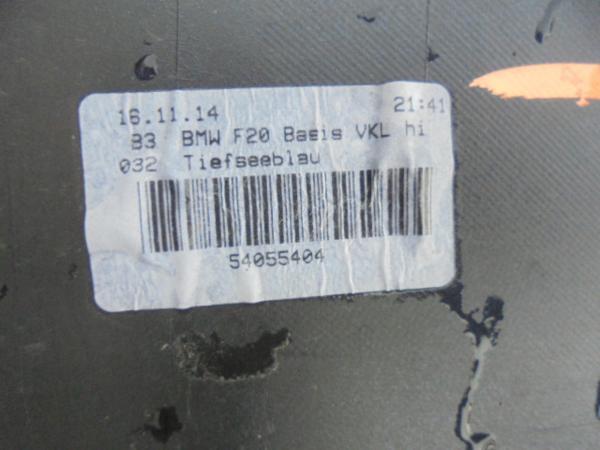 16.11.14 21:41
B3 BMW F20 Basis VKL hi
032 Tiefseeblau
54055404